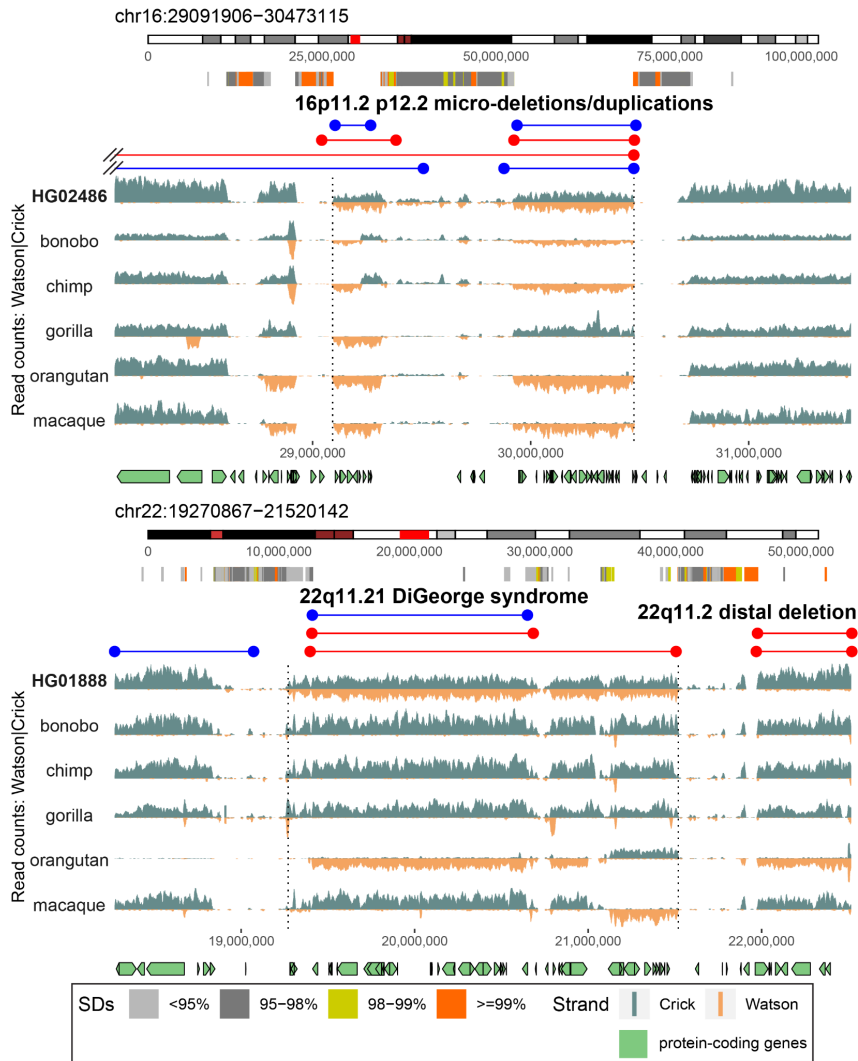 chr16:29091906−30473115
0 25,000,000 50,000,000 75,000,000 100,000,000
16p11.2 p12.2 micro-deletions/duplications
Read counts: Watson|Crick
HG02486
bonobo
chimp
gorilla
orangutan
macaque
29,000,000 30,000,000 31,000,000
chr22:19270867−21520142
0 10,000,000 20,000,000 30,000,000 40,000,000 50,000,000
22q11.21 DiGeorge syndrome
22q11.2 distal deletion
Read counts: Watson|Crick
HG01888
bonobo
chimp
gorilla
orangutan
macaque
19,000,000 20,000,000 21,000,000 22,000,000
SDs <95% 95−98% 98−99% >=99% Strand Crick Watson
protein-coding genes